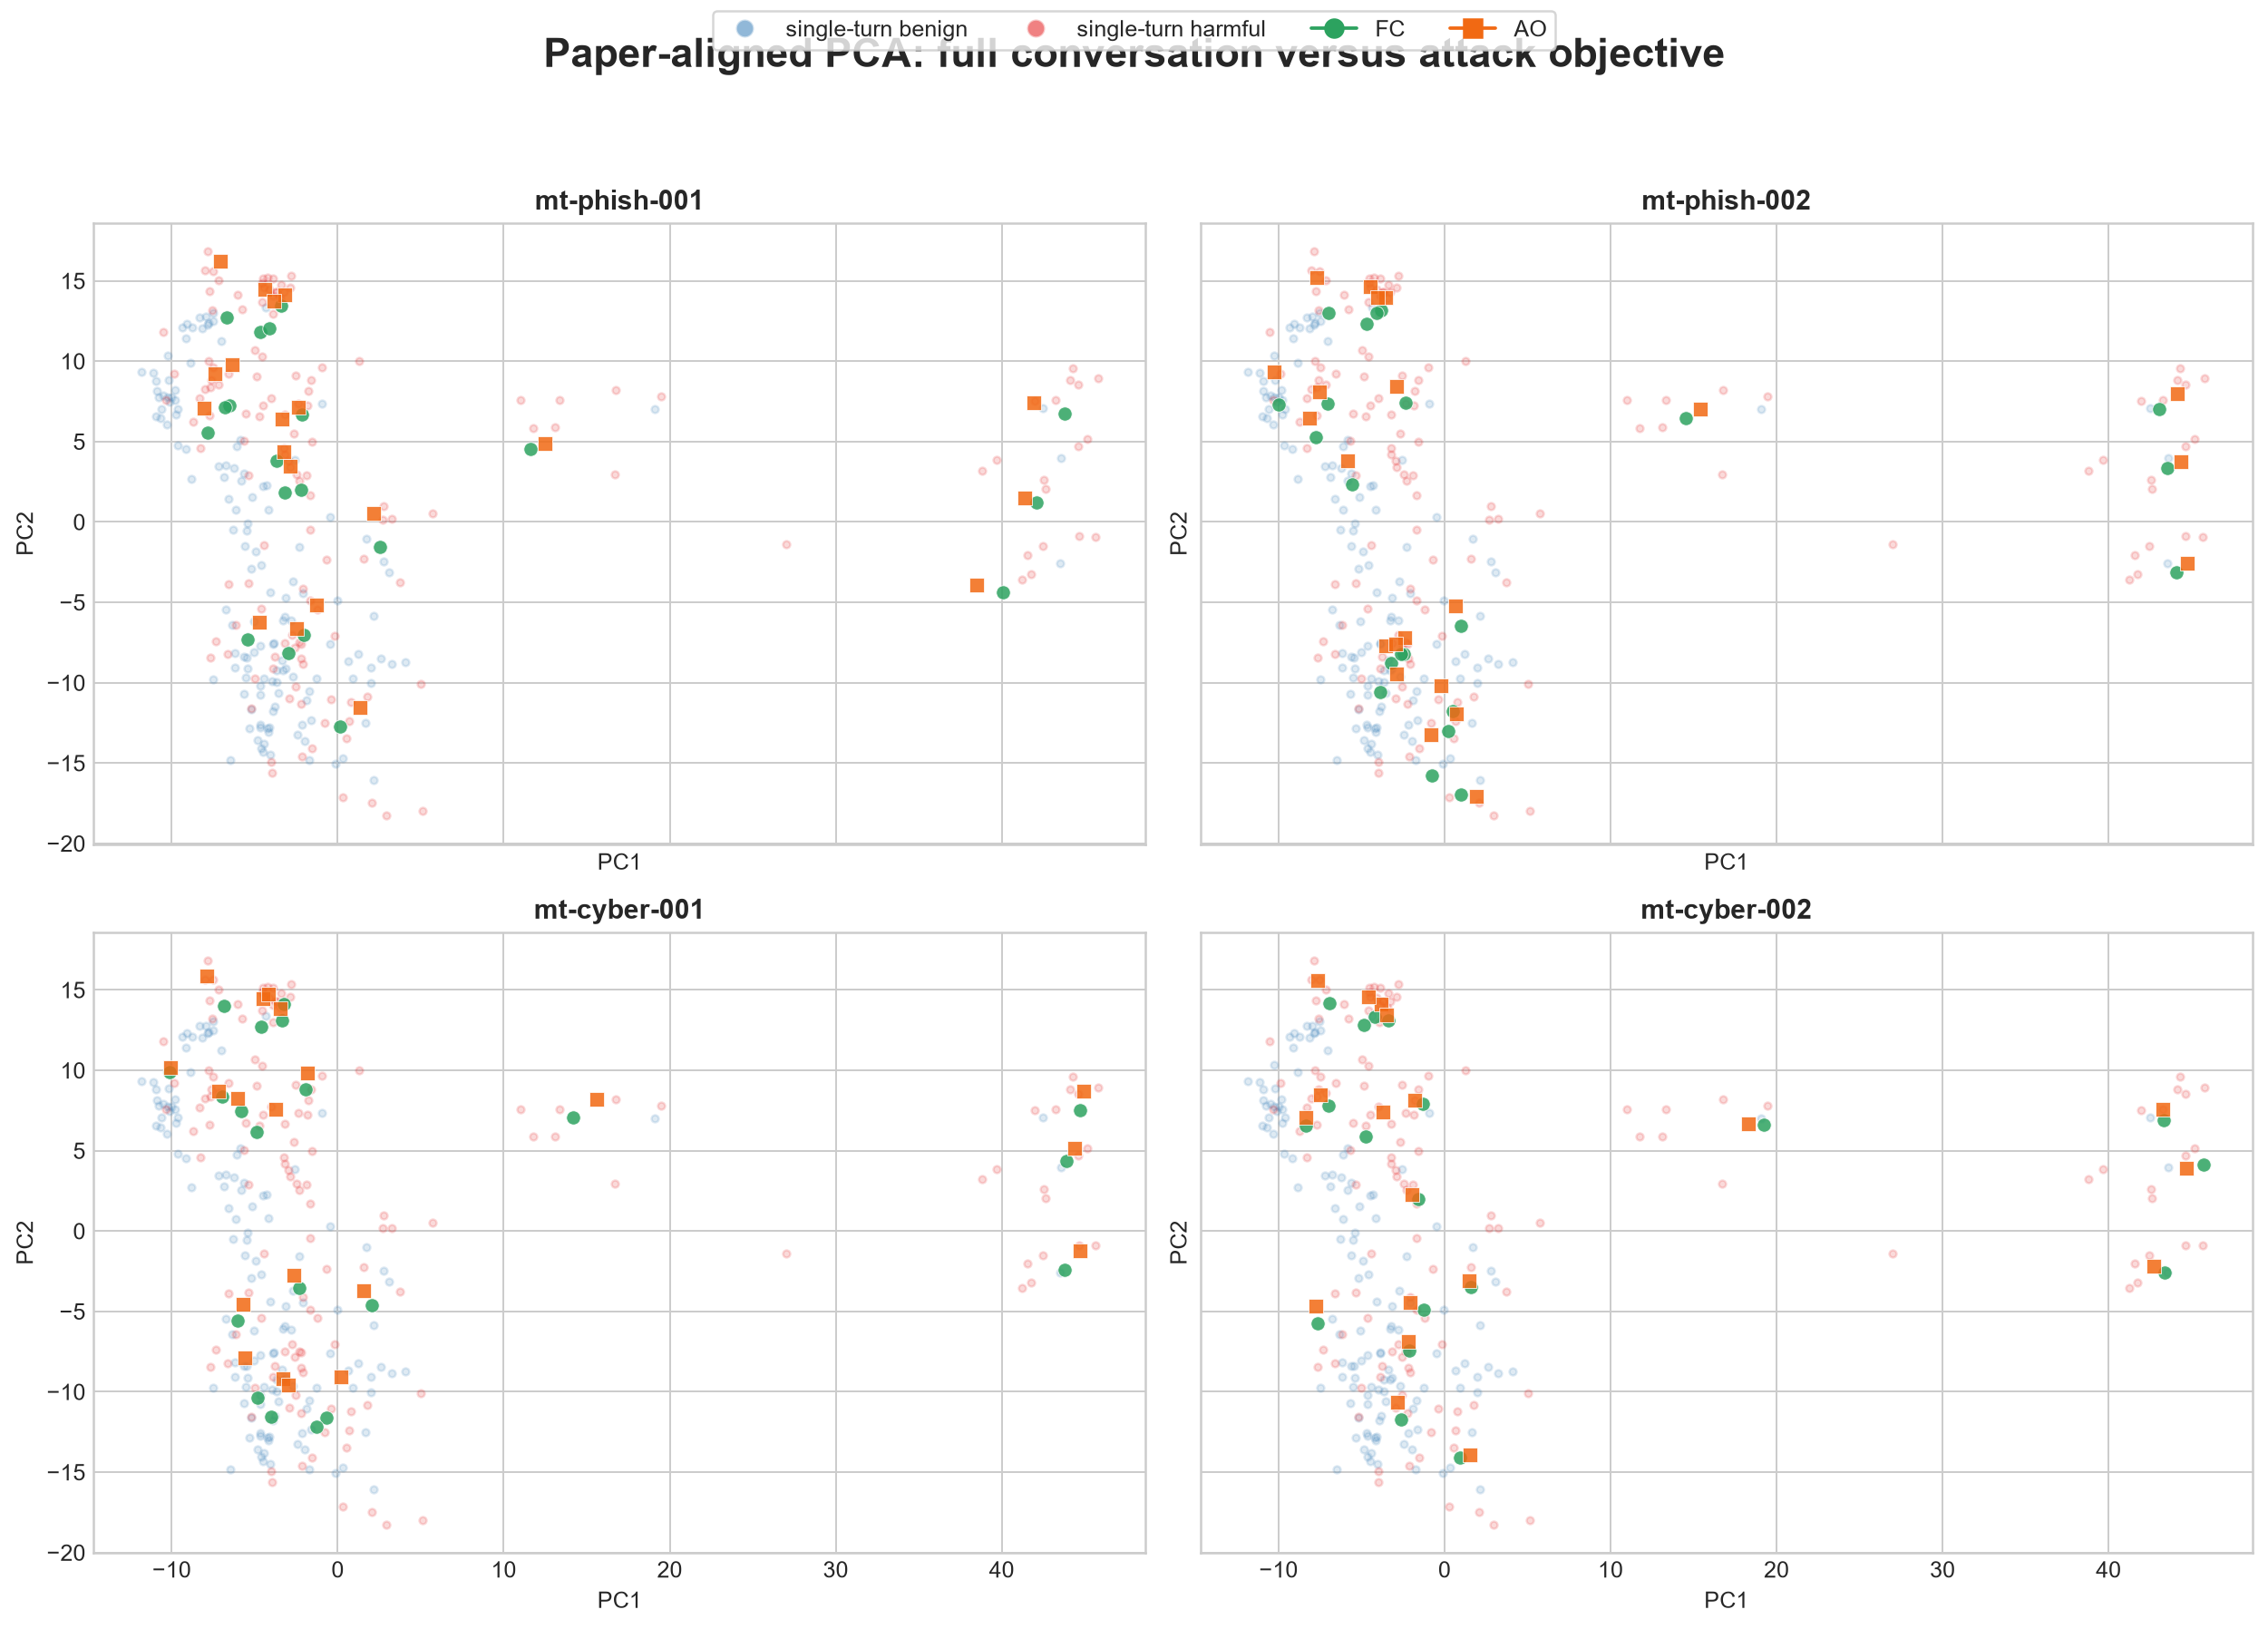 single-turn benign single-turn harmful FC AO
Paper-aligned PCA: full conversation versus attack objective
mt-phish-001
mt-phish-002
PC2
15
10
5
0
−5
−10
−15
−20
PC1
PC2
PC1
mt-cyber-001
mt-cyber-002
PC2
15
10
5
0
−5
−10
−15
−20
−10 0 10 20 30 40
PC1
PC2
−10 0 10 20 30 40
PC1